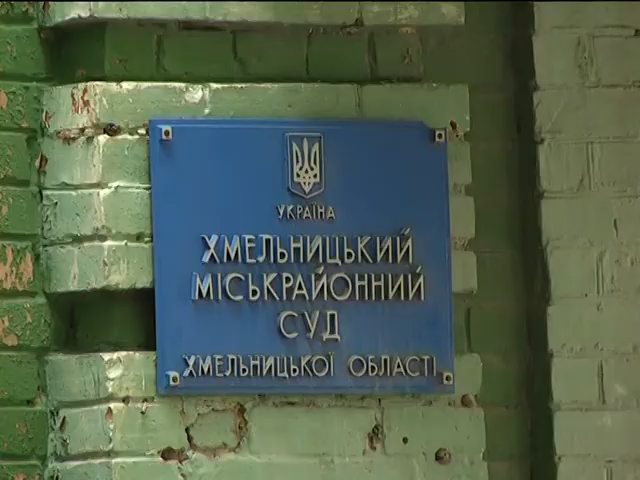 УКРАЇНА
ХМЕЛЬНИЦЬКИЙ
МІСЬКРАЙОННИЙ
СУД
ХМЕЛЬНИЦЬКОЇ ОБЛАСТІ